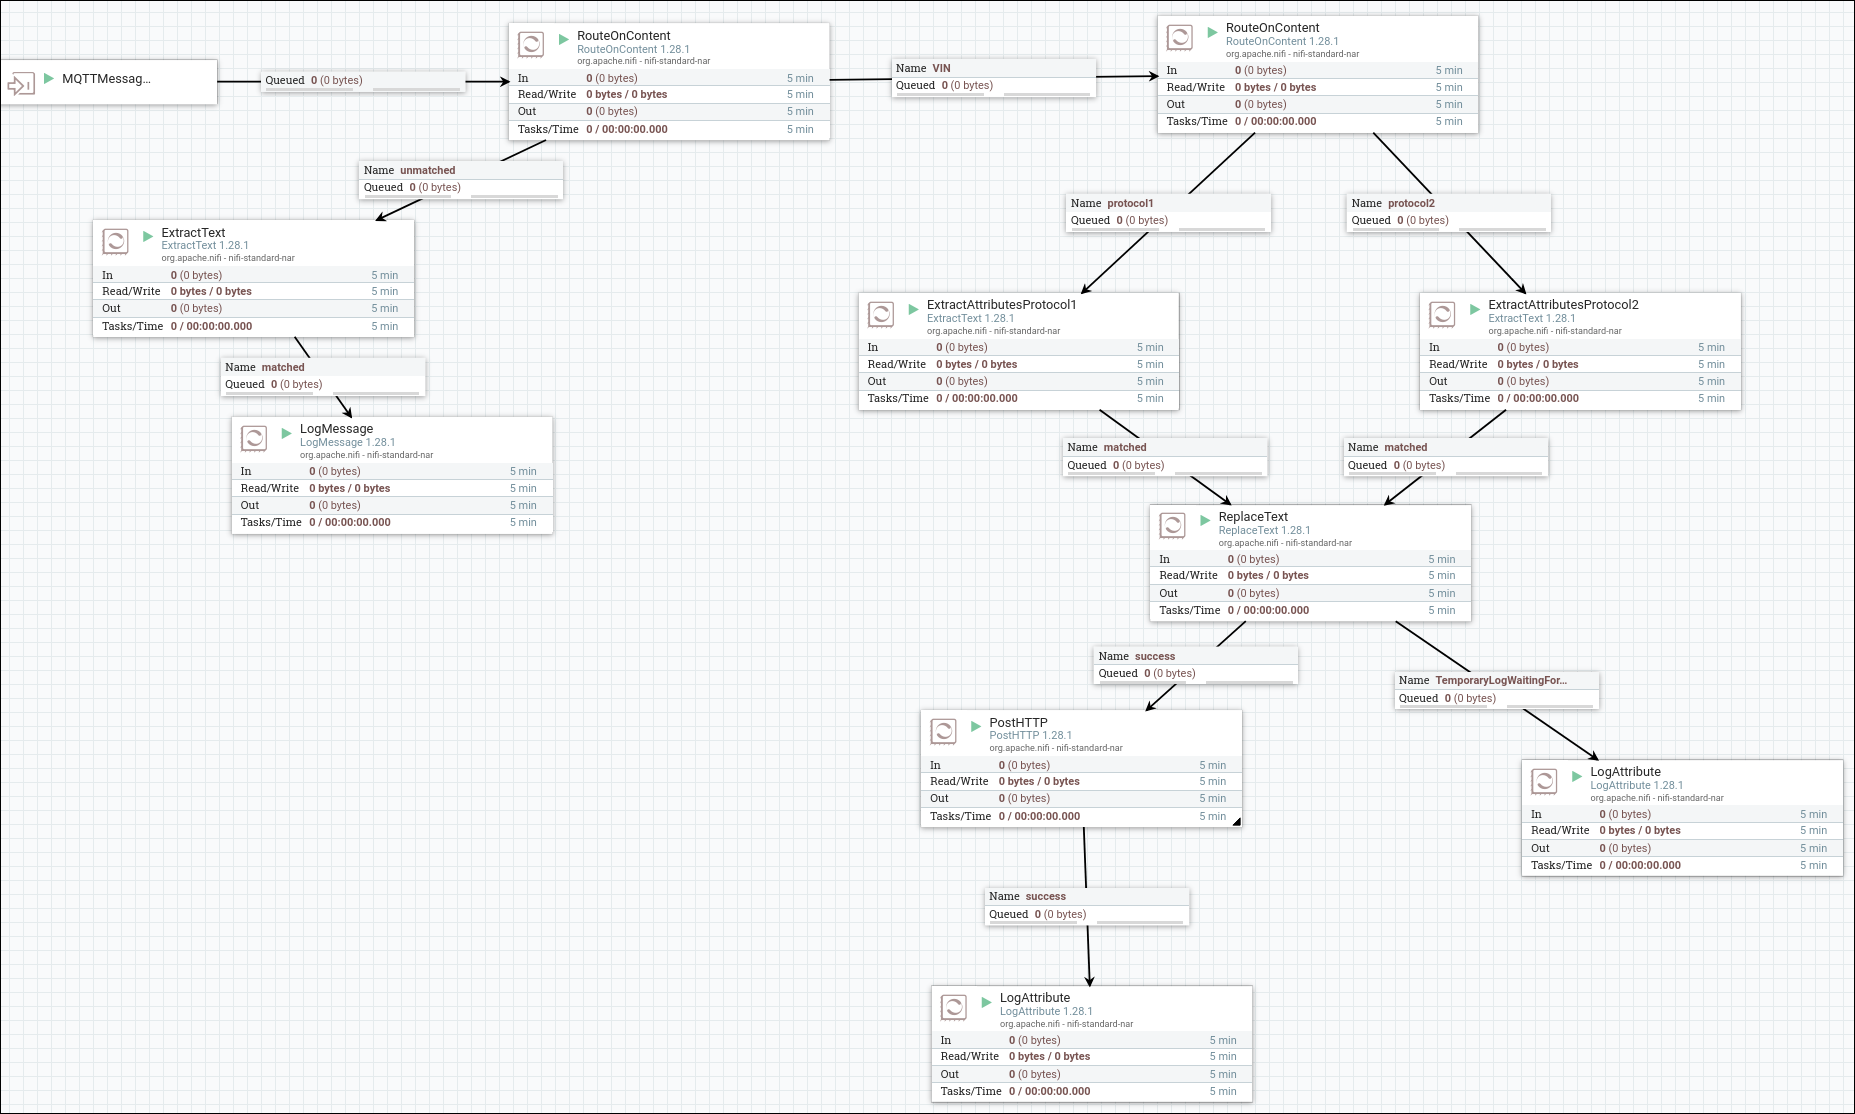 MQTTMessag...
Queued 0 (0 bytes)
RouteOnContent
RouteOnContent 1.28.1
org.apache.nifi - nifi-standard-nar
In 0 (0 bytes) 5 min
Read/Write 0 bytes / 0 bytes 5 min
Out 0 (0 bytes) 5 min
Tasks/Time 0 / 00:00:00.000 5 min
Name VIN
Queued 0 (0 bytes)
RouteOnContent
RouteOnContent 1.28.1
org.apache.nifi - nifi-standard-nar
In 0 (0 bytes) 5 min
Read/Write 0 bytes / 0 bytes 5 min
Out 0 (0 bytes) 5 min
Tasks/Time 0 / 00:00:00.000 5 min
Name unmatched
Queued 0 (0 bytes)
ExtractText
ExtractText 1.28.1
org.apache.nifi - nifi-standard-nar
In 0 (0 bytes) 5 min
Read/Write 0 bytes / 0 bytes 5 min
Out 0 (0 bytes) 5 min
Tasks/Time 0 / 00:00:00.000 5 min
Name matched
Queued 0 (0 bytes)
LogMessage
LogMessage 1.28.1
org.apache.nifi - nifi-standard-nar
In 0 (0 bytes) 5 min
Read/Write 0 bytes / 0 bytes 5 min
Out 0 (0 bytes) 5 min
Tasks/Time 0 / 00:00:00.000 5 min
Name protocol1
Queued 0 (0 bytes)
Name protocol2
Queued 0 (0 bytes)
ExtractAttributesProtocol1
ExtractText 1.28.1
org.apache.nifi - nifi-standard-nar
In 0 (0 bytes) 5 min
Read/Write 0 bytes / 0 bytes 5 min
Out 0 (0 bytes) 5 min
Tasks/Time 0 / 00:00:00.000 5 min
ExtractAttributesProtocol2
ExtractText 1.28.1
org.apache.nifi - nifi-standard-nar
In 0 (0 bytes) 5 min
Read/Write 0 bytes / 0 bytes 5 min
Out 0 (0 bytes) 5 min
Tasks/Time 0 / 00:00:00.000 5 min
Name matched
Queued 0 (0 bytes)
Name matched
Queued 0 (0 bytes)
ReplaceText
ReplaceText 1.28.1
org.apache.nifi - nifi-standard-nar
In 0 (0 bytes) 5 min
Read/Write 0 bytes / 0 bytes 5 min
Out 0 (0 bytes) 5 min
Tasks/Time 0 / 00:00:00.000 5 min
Name success
Queued 0 (0 bytes)
Name TemporaryLogWaitingFor...
Queued 0 (0 bytes)
PostHTTP
PostHTTP 1.28.1
org.apache.nifi - nifi-standard-nar
In 0 (0 bytes) 5 min
Read/Write 0 bytes / 0 bytes 5 min
Out 0 (0 bytes) 5 min
Tasks/Time 0 / 00:00:00.000 5 min
LogAttribute
LogAttribute 1.28.1
org.apache.nifi - nifi-standard-nar
In 0 (0 bytes) 5 min
Read/Write 0 bytes / 0 bytes 5 min
Out 0 (0 bytes) 5 min
Tasks/Time 0 / 00:00:00.000 5 min
Name success
Queued 0 (0 bytes)
LogAttribute
LogAttribute 1.28.1
org.apache.nifi - nifi-standard-nar
In 0 (0 bytes) 5 min
Read/Write 0 bytes / 0 bytes 5 min
Out 0 (0 bytes) 5 min
Tasks/Time 0 / 00:00:00.000 5 min